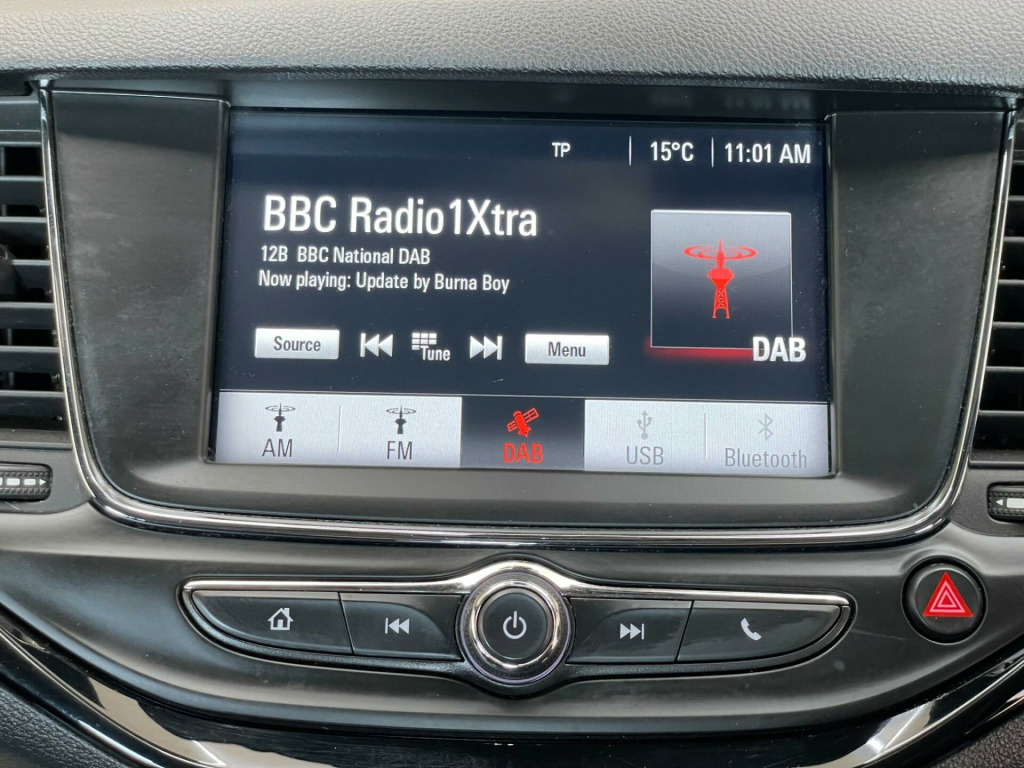 TP 15°C 11:01 AM
BBC Radio1Xtra
12B BBC National DAB
Now playing: Update by Burna Boy
Source Tune Menu
DAB
AM FM DAB USB Bluetooth